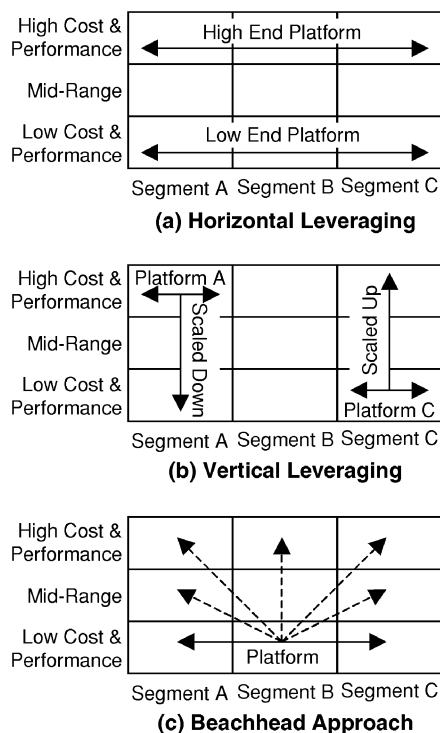 High Cost &
Performance
High End Platform
Mid-Range
Low Cost &
Performance
Low End Platform
Segment A Segment B Segment C
(a) Horizontal Leveraging
High Cost &
Performance
Platform A
Scaled Down
Scaled Up
Mid-Range
Low Cost &
Performance
Platform C
Segment A Segment B Segment C
(b) Vertical Leveraging
High Cost &
Performance
Mid-Range
Low Cost &
Performance
Platform
Segment A Segment B Segment C
(c) Beachhead Approach